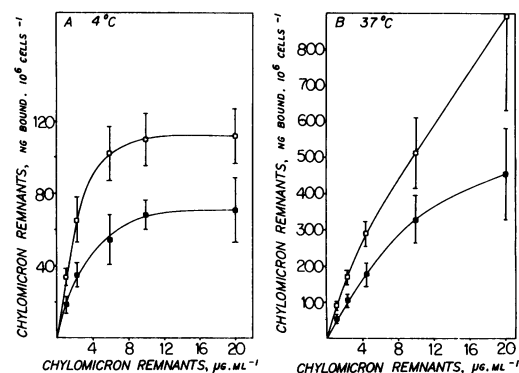 A 4°C
CHYLOMICRON REMNANTS, NG BOUND. 10⁶ CELLS⁻¹
120
80
40
4 8 12 16 20
CHYLOMICRON REMNANTS, µG.ML⁻¹
B 37°C
CHYLOMICRON REMNANTS, NG BOUND. 10⁶ CELLS⁻¹
800
700
600
500
400
300
200
100
4 8 12 16 20
CHYLOMICRON REMNANTS, µG.ML⁻¹